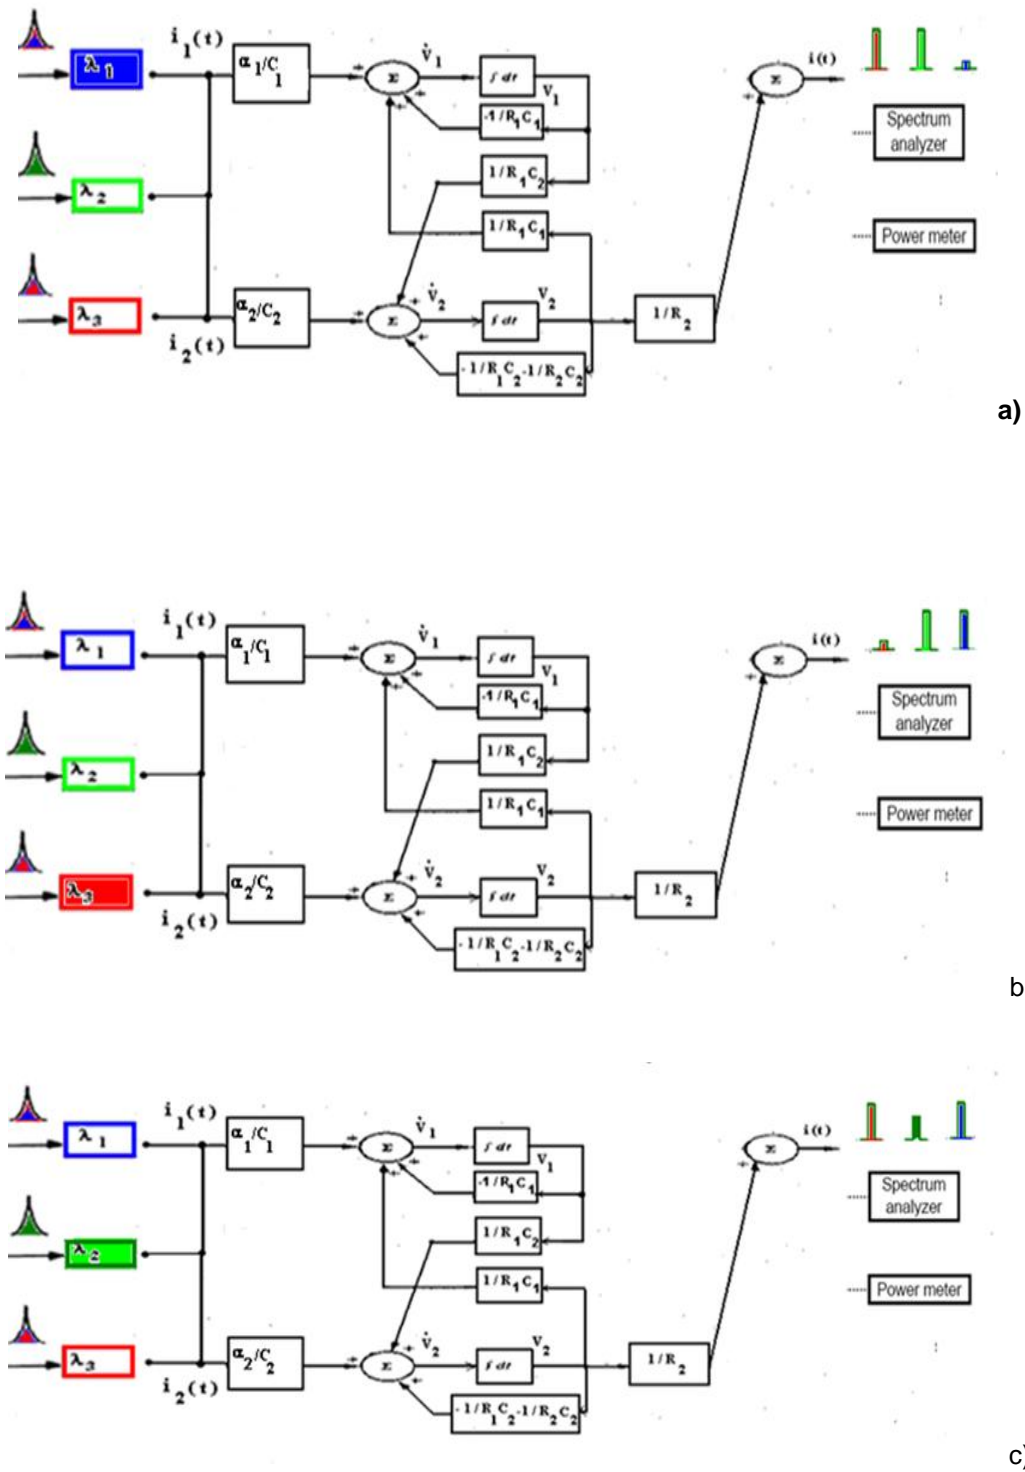 i₁(t)
λ₁
α₁/C₁
Σ
V̇₁
∫dt
V₁
i(t)
-1/R₁C₁
Spectrum
analyzer
1/R₁C₂
λ₂
1/R₁C₁
Power meter
λ₃
α₂/C₂
Σ
V̇₂
∫dt
V₂
1/R₂
Σ
i₂(t)
-1/R₁C₂-1/R₂C₂
a)
i₁(t)
λ₁
α₁/C₁
Σ
V̇₁
∫dt
V₁
i(t)
-1/R₁C₁
Spectrum
analyzer
1/R₁C₂
λ₂
1/R₁C₁
Power meter
λ₃
α₂/C₂
Σ
V̇₂
∫dt
V₂
1/R₂
Σ
i₂(t)
-1/R₁C₂-1/R₂C₂
b
i₁(t)
λ₁
α₁/C₁
Σ
V̇₁
∫dt
V₁
i(t)
-1/R₁C₁
Spectrum
analyzer
1/R₁C₂
λ₂
1/R₁C₁
Power meter
λ₃
α₂/C₂
Σ
V̇₂
∫dt
V₂
1/R₂
Σ
i₂(t)
-1/R₁C₂-1/R₂C₂
c)